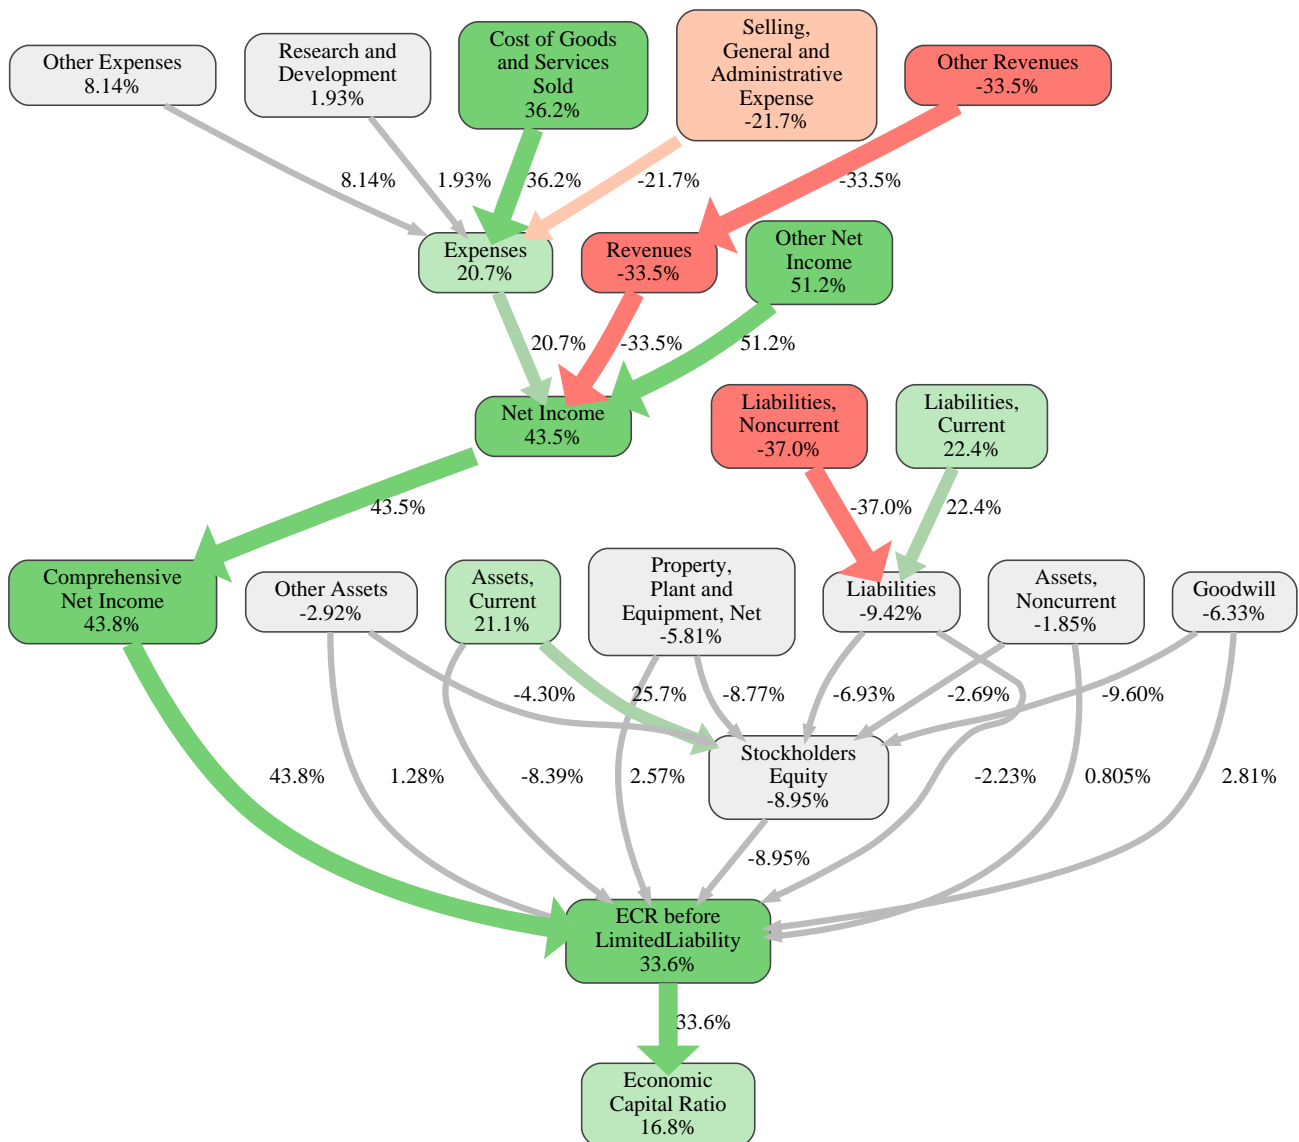 Other Expenses
8.14%
Research and
Development
1.93%
Cost of Goods
and Services
Sold
36.2%
Selling,
General and
Administrative
Expense
-21.7%
Other Revenues
-33.5%
8.14%
1.93%
36.2%
-21.7%
-33.5%
Expenses
20.7%
Revenues
-33.5%
Other Net
Income
51.2%
20.7%
-33.5%
51.2%
Net Income
43.5%
Liabilities,
Noncurrent
-37.0%
Liabilities,
Current
22.4%
43.5%
-37.0%
22.4%
Comprehensive
Net Income
43.8%
Other Assets
-2.92%
Assets,
Current
21.1%
Property,
Plant and
Equipment, Net
-5.81%
Liabilities
-9.42%
Assets,
Noncurrent
-1.85%
Goodwill
-6.33%
-4.30%
25.7%
-8.77%
-6.93%
-2.69%
-9.60%
Stockholders
Equity
-8.95%
43.8%
1.28%
-8.39%
2.57%
-2.23%
0.805%
2.81%
-8.95%
ECR before
LimitedLiability
33.6%
33.6%
Economic
Capital Ratio
16.8%